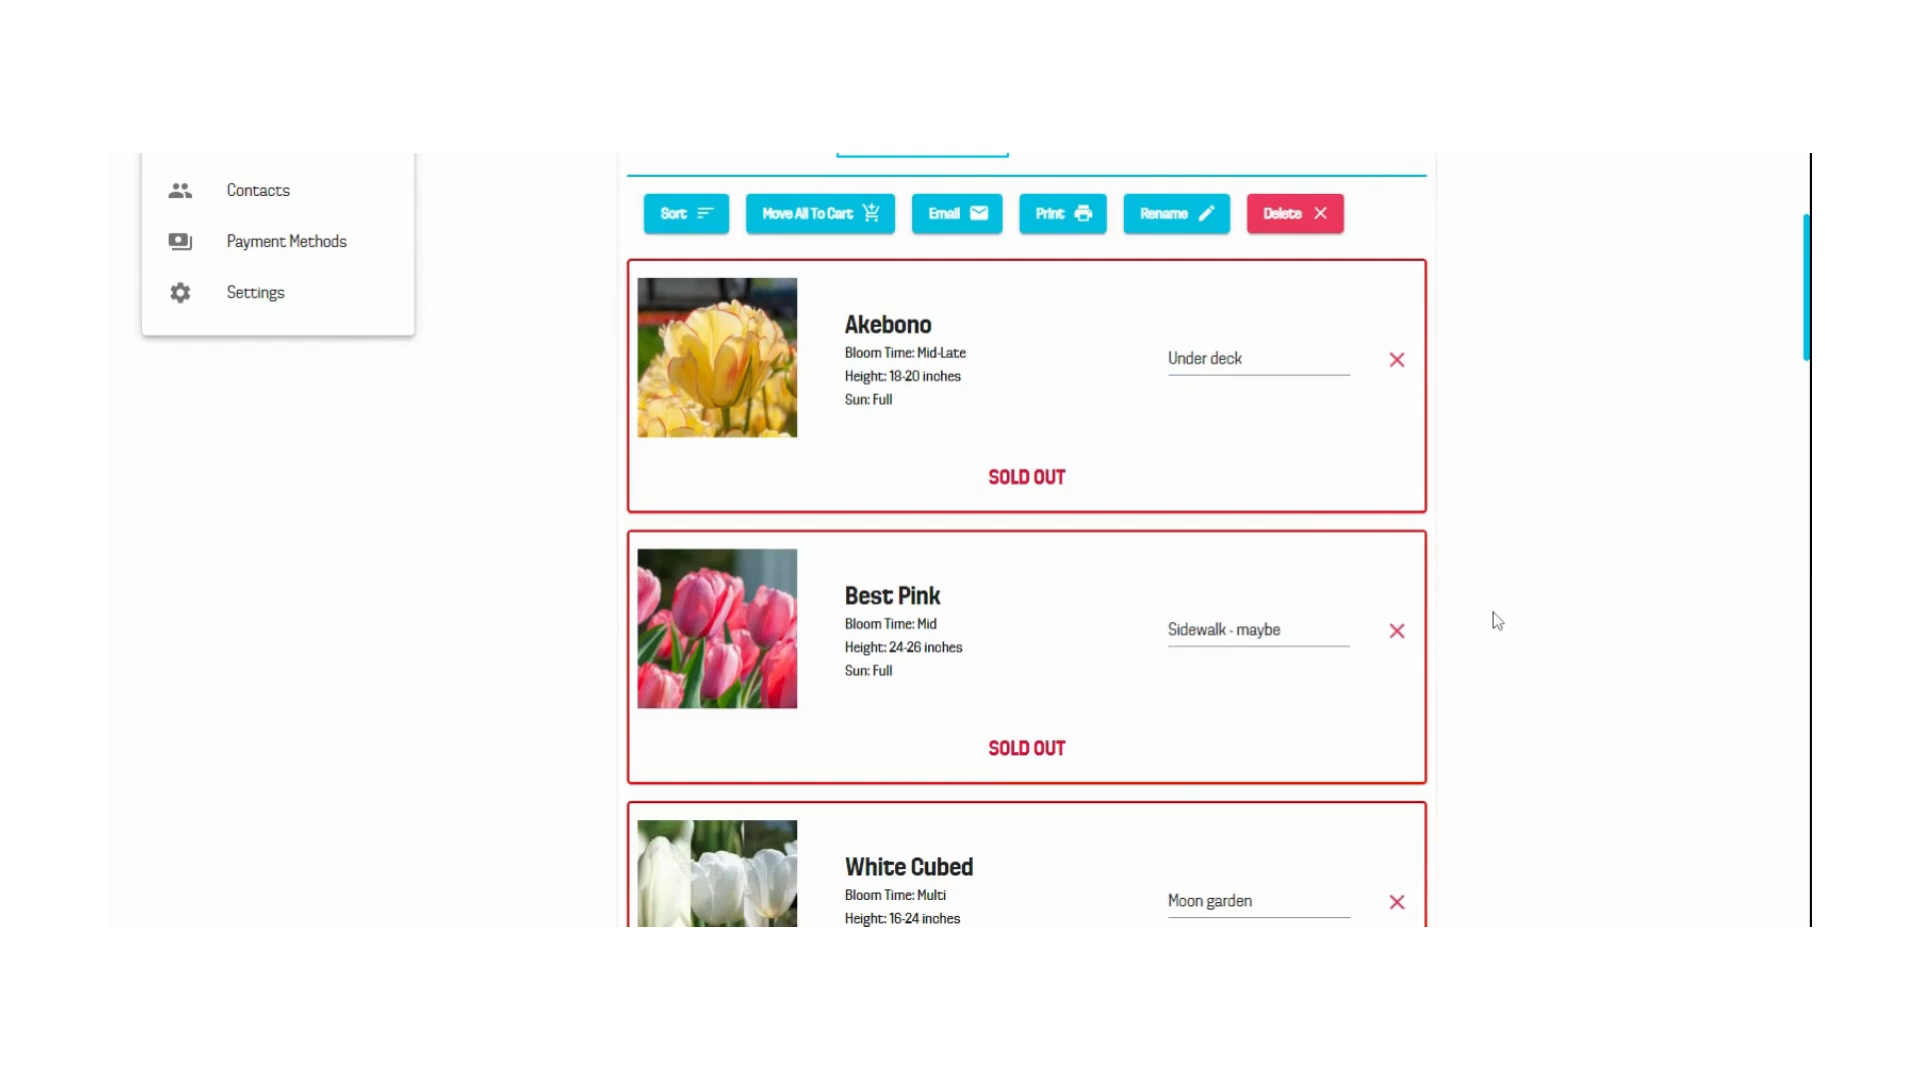 Contacts
Payment Methods
Settings
Sort
Move All To Cart
Email
Print
Rename
Delete
Akebono
Bloom Time: Mid-Late
Height: 18-20 inches
Sun: Full
Under deck
SOLD OUT
Best Pink
Bloom Time: Mid
Height: 24-26 inches
Sun: Full
Sidewalk - maybe
SOLD OUT
White Cubed
Bloom Time: Multi
Height: 16-24 inches
Moon garden